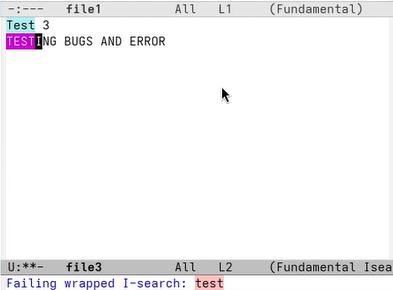 -:--- file1 All L1 (Fundamental)
Test 3
TESTING BUGS AND ERROR
U:**- file3 All L2 (Fundamental Isea
Failing wrapped I-search: test